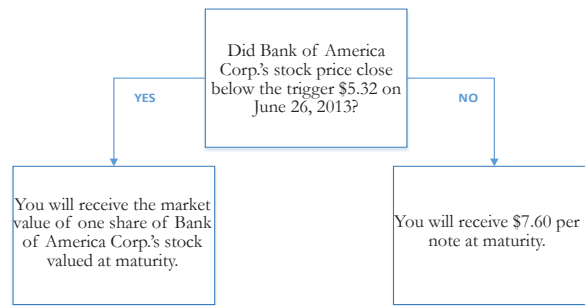 Did Bank of America
Corp.'s stock price close
below the trigger $5.32 on
June 26, 2013?
YES
NO
You will receive the market
value of one share of Bank
of America Corp.'s stock
valued at maturity.
You will receive $7.60 per
note at maturity.